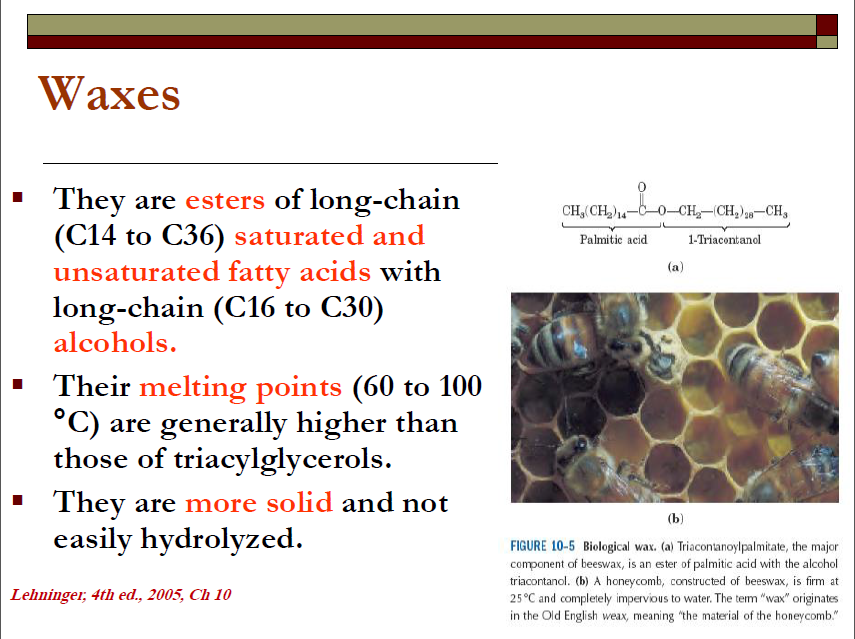 Waxes
▪ They are esters of long-chain
(C14 to C36) saturated and
unsaturated fatty acids with
long-chain (C16 to C30)
alcohols.
▪ Their melting points (60 to 100
°C) are generally higher than
those of triacylglycerols.
▪ They are more solid and not
easily hydrolyzed.
Lehninger, 4th ed., 2005, Ch 10
O
CH₃(CH₂)₁₄—C—O—CH₂—(CH₂)₂₈—CH₃
Palmitic acid 1-Triacontanol
(a)
(b)
FIGURE 10–5 Biological wax. (a) Triacontanoylpalmitate, the major
component of beeswax, is an ester of palmitic acid with the alcohol
triacontanol. (b) A honeycomb, constructed of beeswax, is firm at
25 °C and completely impervious to water. The term “wax” originates
in the Old English weax, meaning “the material of the honeycomb.”